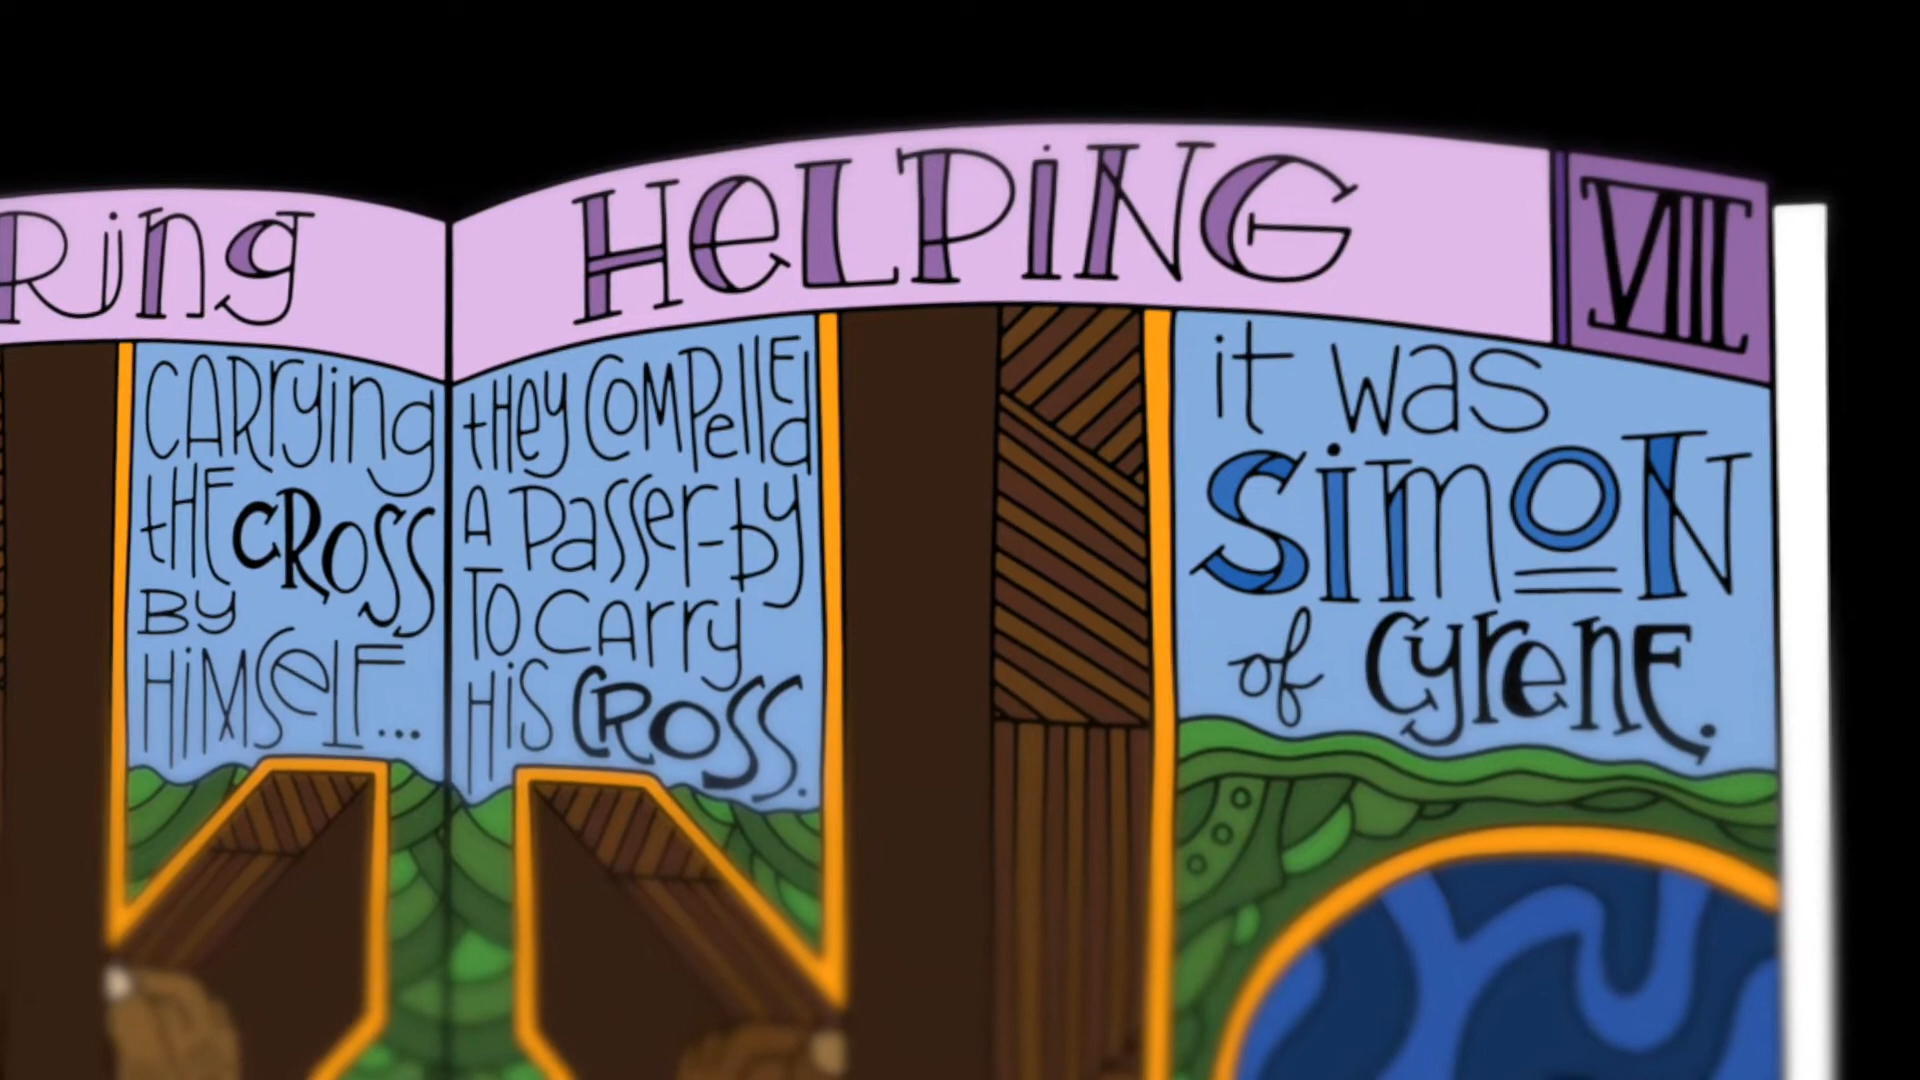 Ring
CARrying
tHE CROSS
By
HiMSelF...
HeLPiNG
VIII
tHey COMPellEd
A PaSSer-by
TO CArry
HiS CROSS.
it was
SimoN
of CyrenE.